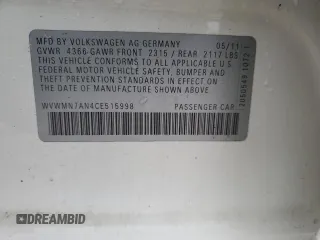 MFD BY VOLKSWAGEN AG GERMANY 05/11
GVWR 4366 GAWR FRONT 2315 / REAR 2117 LBS
THIS VEHICLE CONFORMS TO ALL APPLICABLE
FEDERAL MOTOR VEHICLE SAFETY, BUMPER AND
THEFT PREVENTION STANDARDS IN EFFECT ON
THE DATE OF MANUFACTURE SHOWN ABOVE.
WVWMN7AN4CE515998 PASSENGER CAR
BIDFAX
DREAMBID